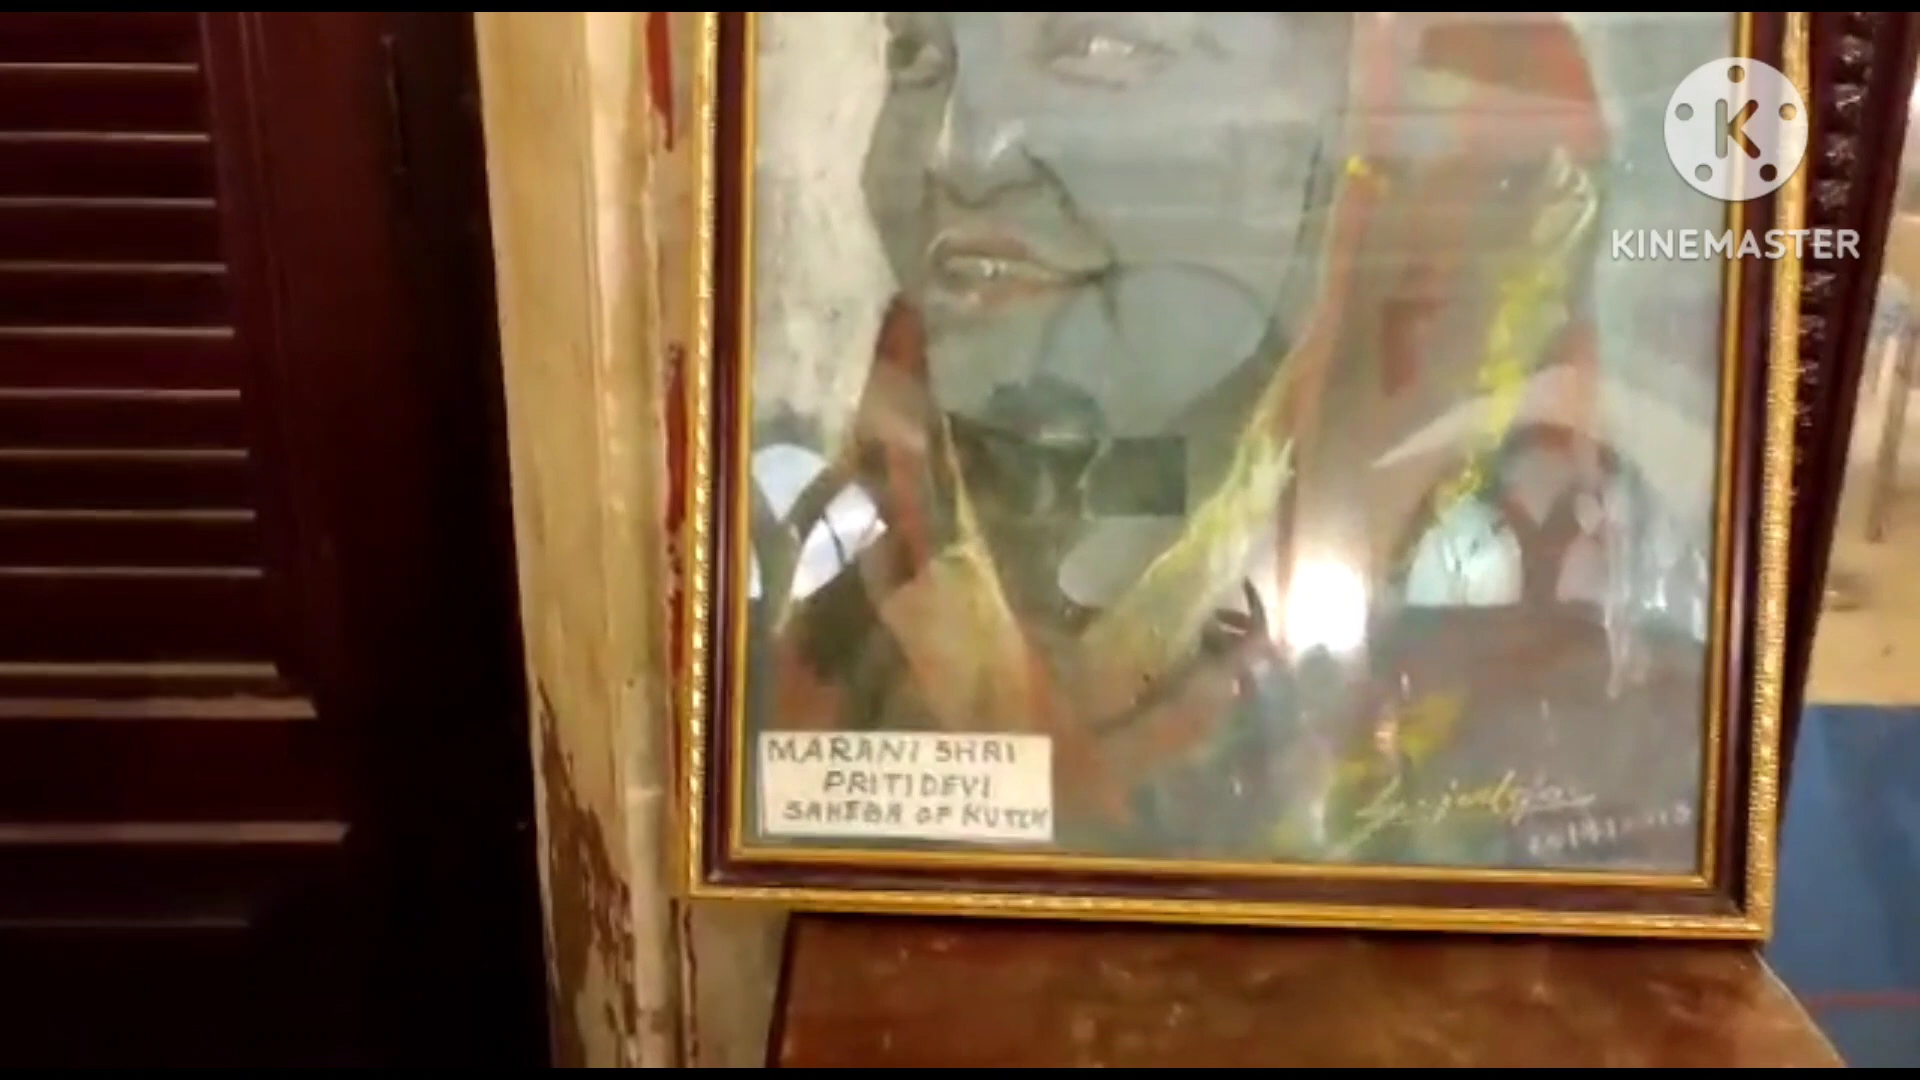 K
KINEMASTER
MARANI SHRI
PRITIDEVI
SAHEBA OF KUTCH